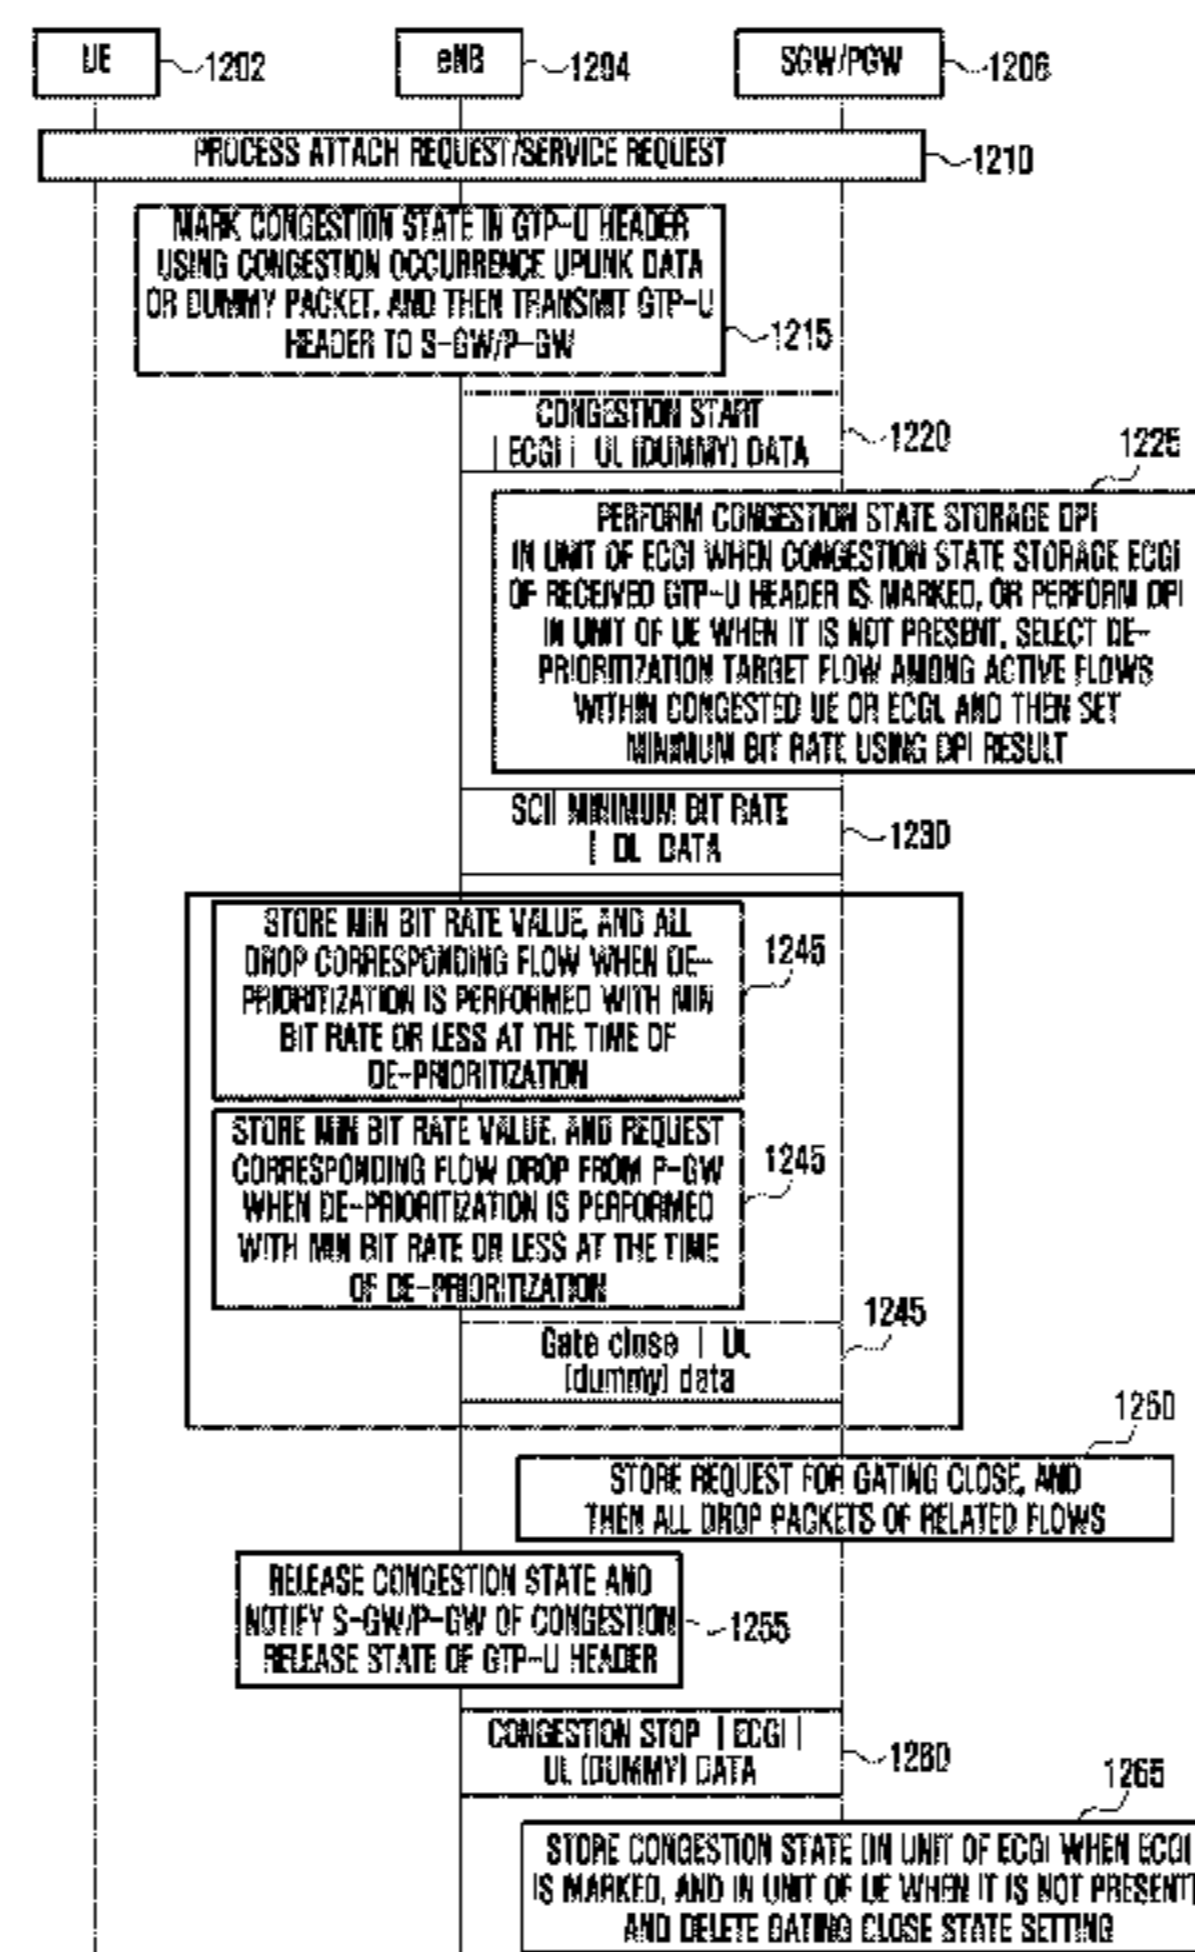 UE 1202 eNB 1204 SGW/PGW 1206
PROCESS ATTACH REQUEST/SERVICE REQUEST 1210
MARK CONGESTION STATE IN GTP-U HEADER
USING CONGESTION OCCURRENCE UPLINK DATA
OR DUMMY PACKET, AND THEN TRANSMIT GTP-U
HEADER TO S-GW/P-GW
1215
CONGESTION START
| ECGI | UL (DUMMY) DATA
1220
1225
PERFORM CONGESTION STATE STORAGE DPI
IN UNIT OF ECGI WHEN CONGESTION STATE STORAGE ECGI
OF RECEIVED GTP-U HEADER IS MARKED, OR PERFORM DPI
IN UNIT OF UE WHEN IT IS NOT PRESENT, SELECT DE-
PRIORITIZATION TARGET FLOW AMONG ACTIVE FLOWS
WITHIN CONGESTED UE OR ECGI, AND THEN SET
MINIMUM BIT RATE USING DPI RESULT
SCI| MINIMUM BIT RATE
| DL DATA
1230
STORE MIN BIT RATE VALUE, AND ALL
DROP CORRESPONDING FLOW WHEN DE-
PRIORITIZATION IS PERFORMED WITH MIN
BIT RATE OR LESS AT THE TIME OF
DE-PRIORITIZATION
1245
STORE MIN BIT RATE VALUE, AND REQUEST
CORRESPONDING FLOW DROP FROM P-GW
WHEN DE-PRIORITIZATION IS PERFORMED
WITH MIN BIT RATE OR LESS AT THE TIME
OF DE-PRIORITIZATION
1245
Gate close | UL
(dummy) data
1245
1250
STORE REQUEST FOR GATING CLOSE, AND
THEN ALL DROP PACKETS OF RELATED FLOWS
RELEASE CONGESTION STATE AND
NOTIFY S-GW/P-GW OF CONGESTION
RELEASE STATE OF GTP-U HEADER
1255
CONGESTION STOP | ECGI |
UL (DUMMY) DATA
1260
1265
STORE CONGESTION STATE (IN UNIT OF ECGI WHEN ECGI
IS MARKED, AND IN UNIT OF UE WHEN IT IS NOT PRESENT)
AND DELETE GATING CLOSE STATE SETTING